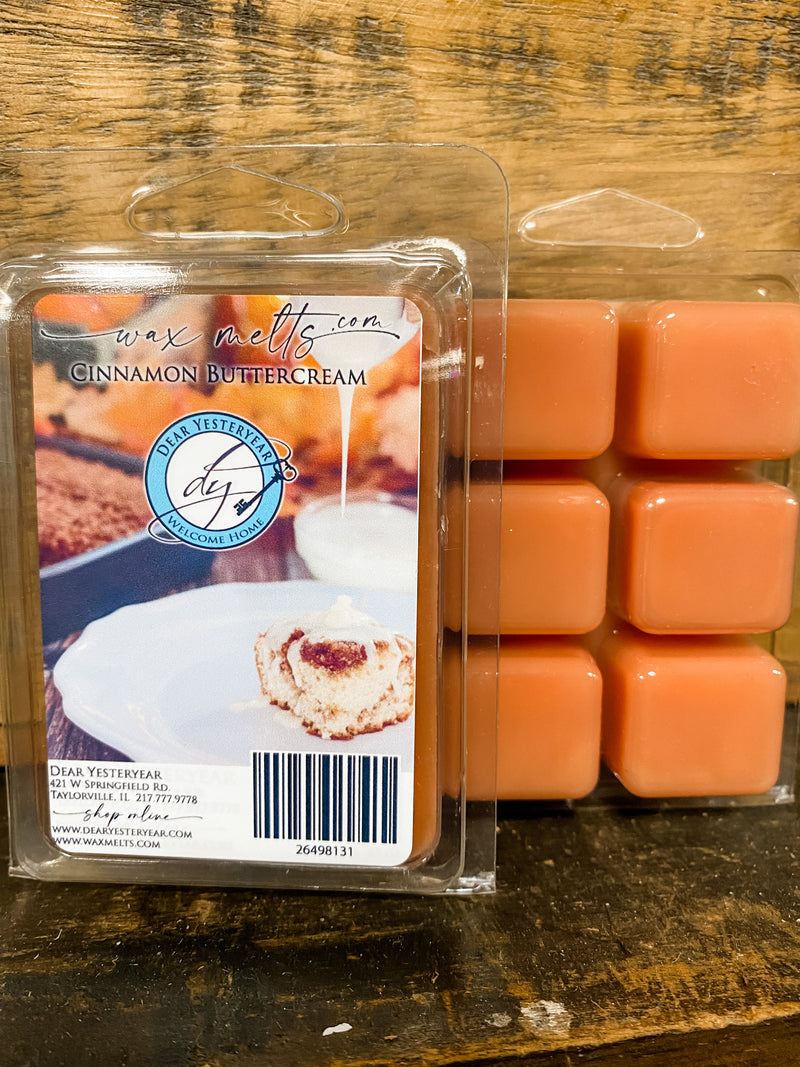 wax melts.com
Cinnamon Buttercream
Dear Yesteryear
dy
Welcome Home
Dear Yesteryear
421 W Springfield Rd.
Taylorville, IL 217.777.9778
shop online
www.dearyesteryear.com
www.waxmelts.com
26498131